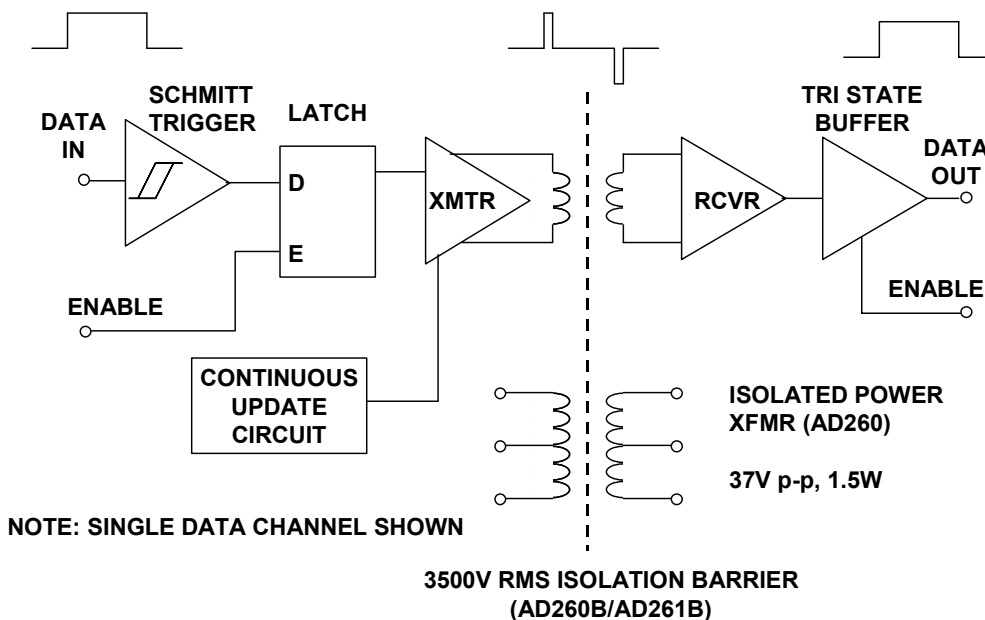 SCHMITT
TRIGGER
LATCH
TRI STATE
BUFFER
DATA
IN
DATA
OUT
D
XMTR
RCVR
E
ENABLE
ENABLE
CONTINUOUS
UPDATE
CIRCUIT
ISOLATED POWER
XFMR (AD260)
37V p-p, 1.5W
NOTE: SINGLE DATA CHANNEL SHOWN
3500V RMS ISOLATION BARRIER
(AD260B/AD261B)